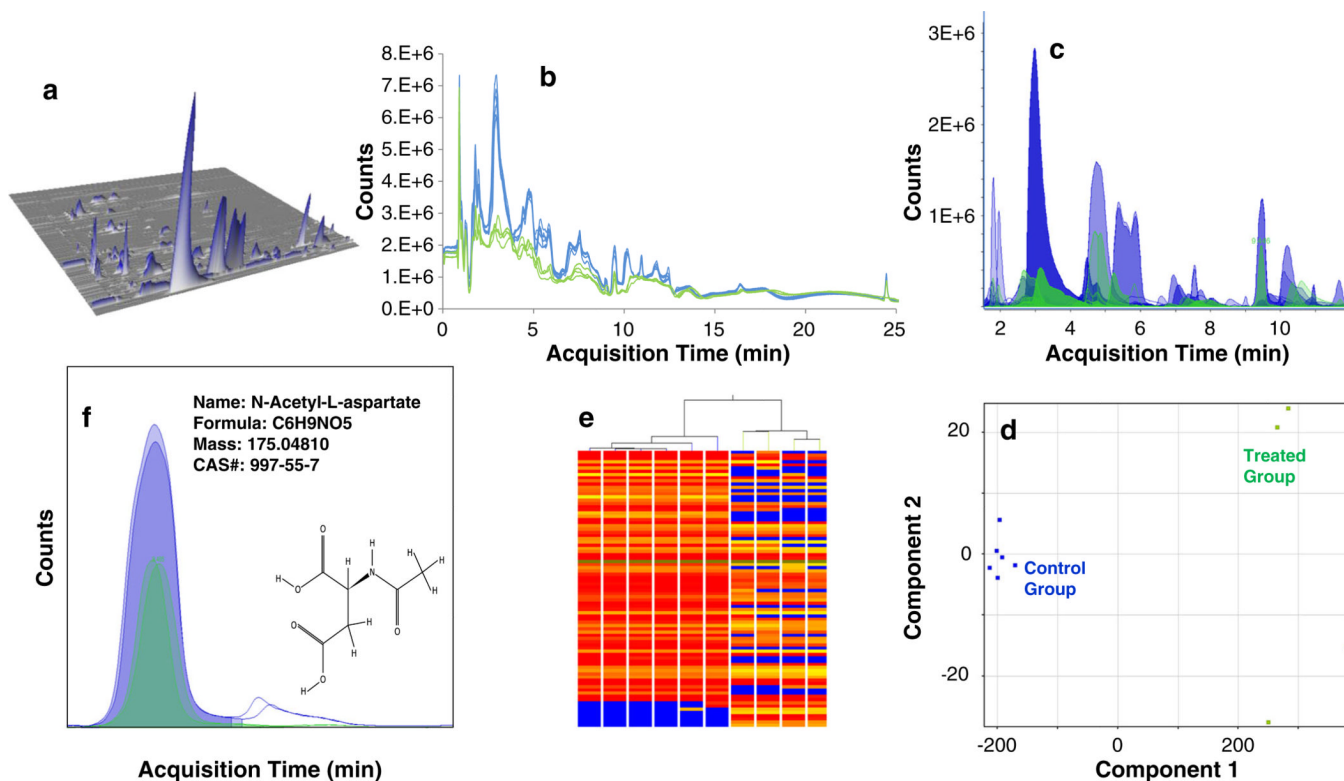 a
b
8.E+6
7.E+6
6.E+6
5.E+6
4.E+6
3.E+6
2.E+6
1.E+6
0.E+0
Counts
0
5
10
15
20
25
Acquisition Time (min)
c
3E+6
2E+6
1E+6
Counts
2
4
6
8
10
Acquisition Time (min)
f
Name: N-Acetyl-L-aspartate
Formula: C6H9NO5
Mass: 175.04810
CAS#: 997-55-7
O
H
H
H
O
H
N
H
H
O
H
O
H
O
H
Counts
Acquisition Time (min)
e
d
20
0
-20
Component 2
Treated
Group
Control
Group
-200
0
200
Component 1